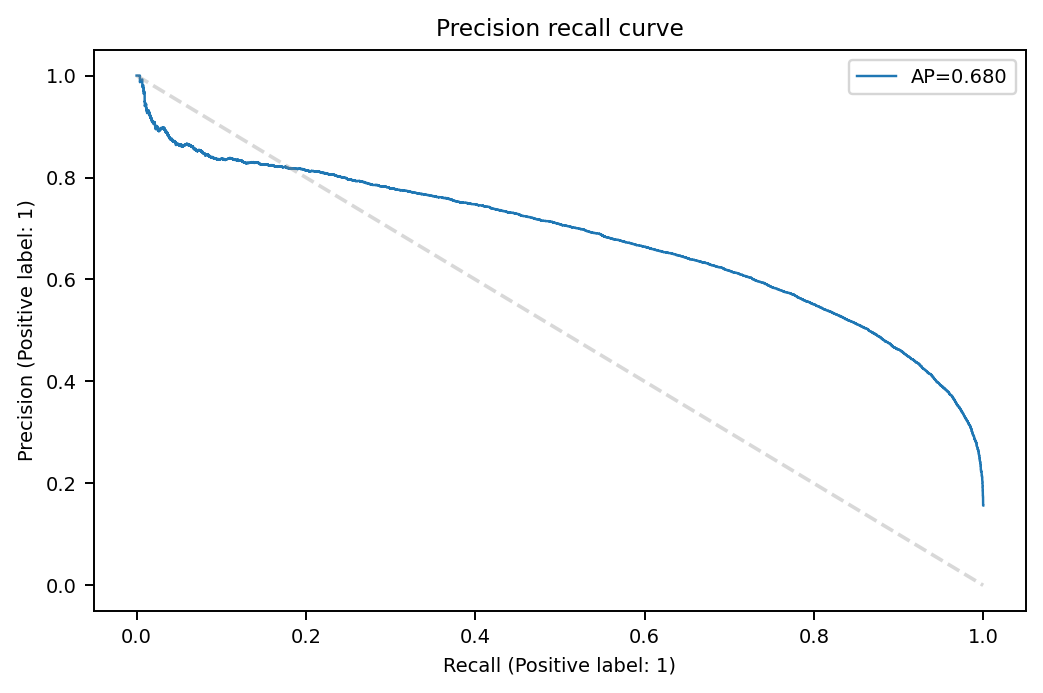 Precision recall curve
AP=0.680
Precision (Positive label: 1)
1.0
0.8
0.6
0.4
0.2
0.0
0.0 0.2 0.4 0.6 0.8 1.0
Recall (Positive label: 1)